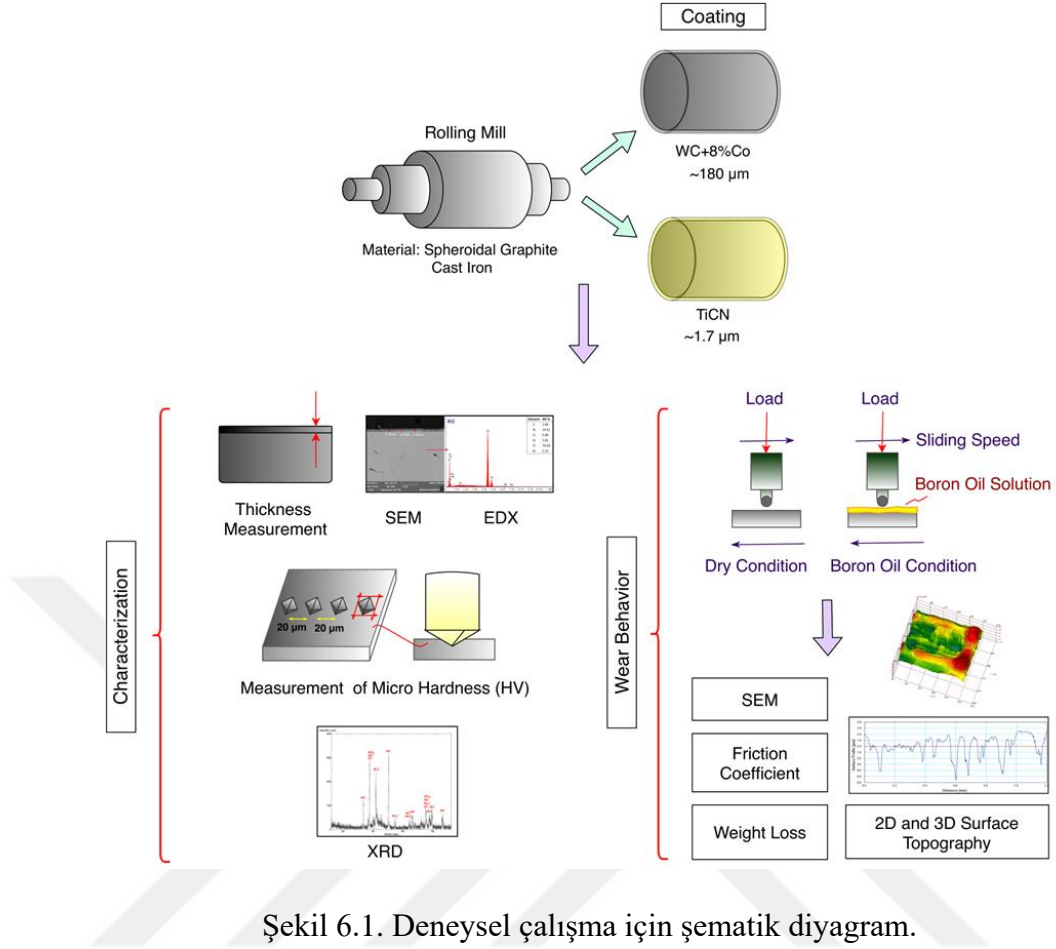 Coating
Rolling Mill
WC+8%Co
~180 µm
Material: Spheroidal Graphite
Cast Iron
TiCN
~1.7 µm
Characterization
Thickness
Measurement
SEM
EDX
20 µm
20 µm
Measurement of Micro Hardness (HV)
XRD
Wear Behavior
Load
Load
Sliding Speed
Boron Oil Solution
Dry Condition
Boron Oil Condition
SEM
Friction
Coefficient
Weight Loss
2D and 3D Surface
Topography
Şekil 6.1. Deneysel çalışma için şematik diyagram.